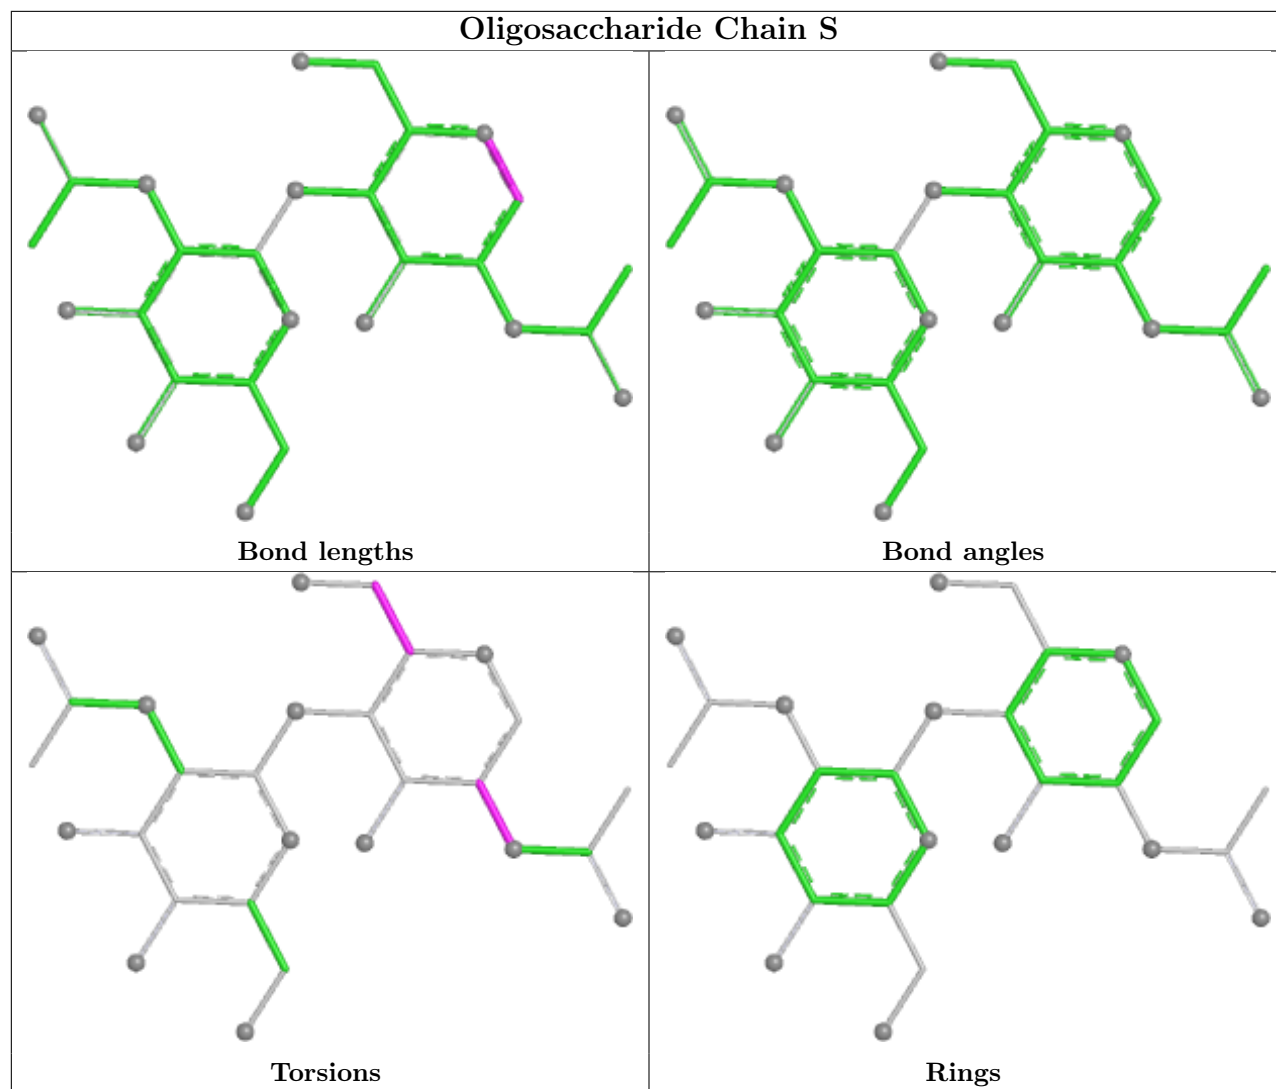 Oligosaccharide Chain S
Bond lengths
Bond angles
Torsions
Rings